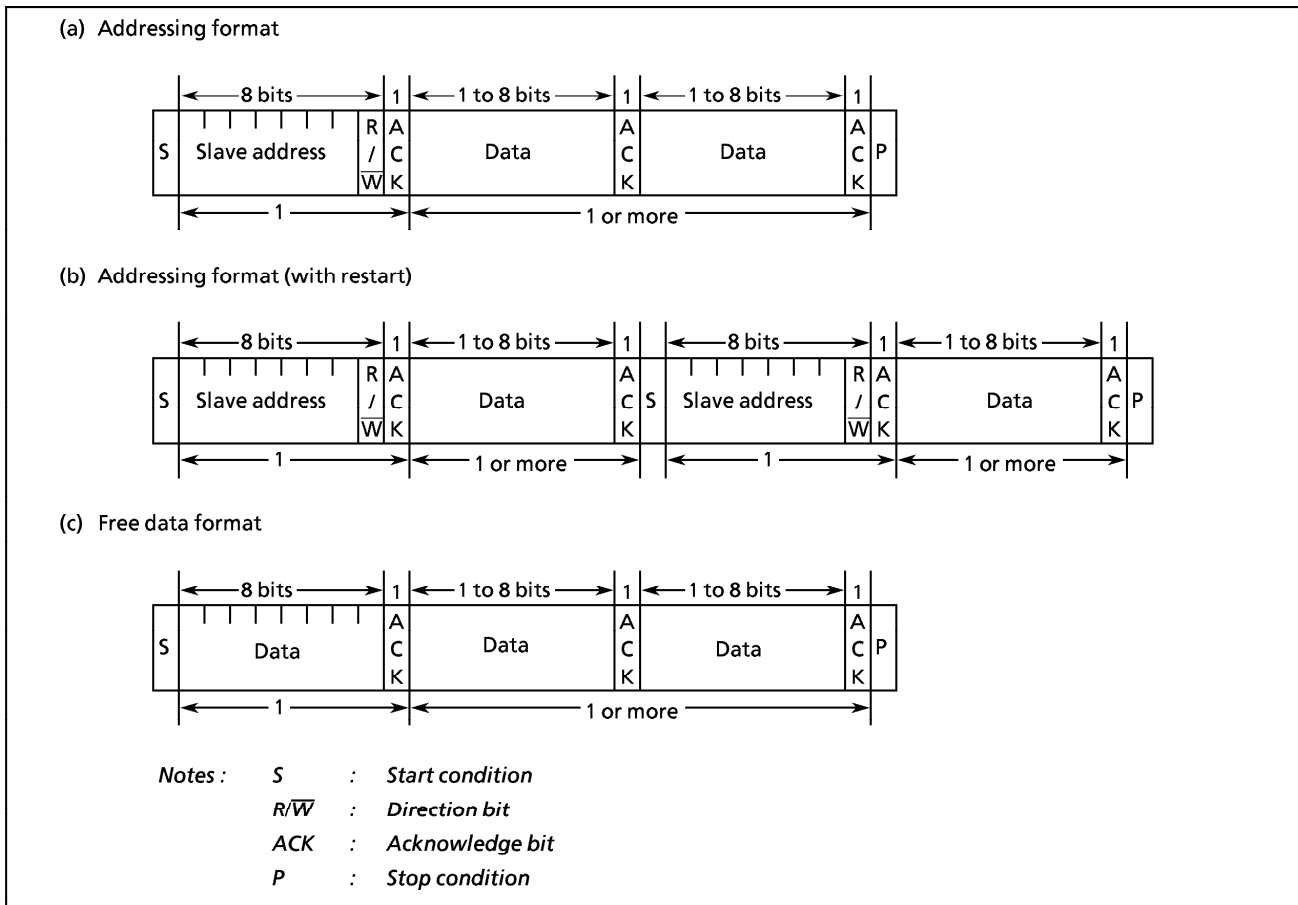 (a) Addressing format
8 bits 1 1 to 8 bits 1 1 to 8 bits 1
S Slave address R/W̅ ACK Data ACK Data ACK P
1 1 or more
(b) Addressing format (with restart)
8 bits 1 1 to 8 bits 1 8 bits 1 1 to 8 bits 1
S Slave address R/W̅ ACK Data ACK S Slave address R/W̅ ACK Data ACK P
1 1 or more 1 1 or more
(c) Free data format
8 bits 1 1 to 8 bits 1 1 to 8 bits 1
S Data ACK Data ACK Data ACK P
1 1 or more
Notes : S : Start condition
R/W̅ : Direction bit
ACK : Acknowledge bit
P : Stop condition